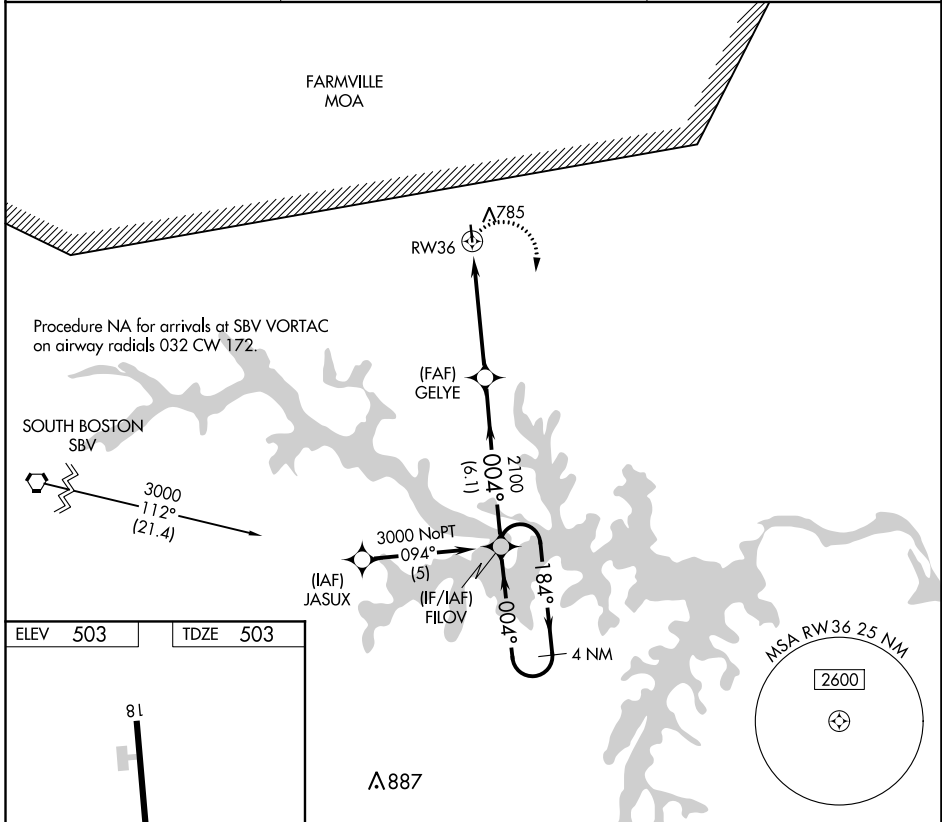 FARMVILLE
MOA
785
RW36
Procedure NA for arrivals at SBV VORTAC
on airway radials 032 CW 172.
(FAF)
GELYE
SOUTH BOSTON
SBV
3000
112°
(21.4)
2100
004°
(6.1)
3000 NoPT
094°
(5)
(IAF)
JASUX
(IF/IAF)
FILOV
184°
004°
4 NM
ELEV 503
TDZE 503
18
887
MSA RW36 25 NM
2600